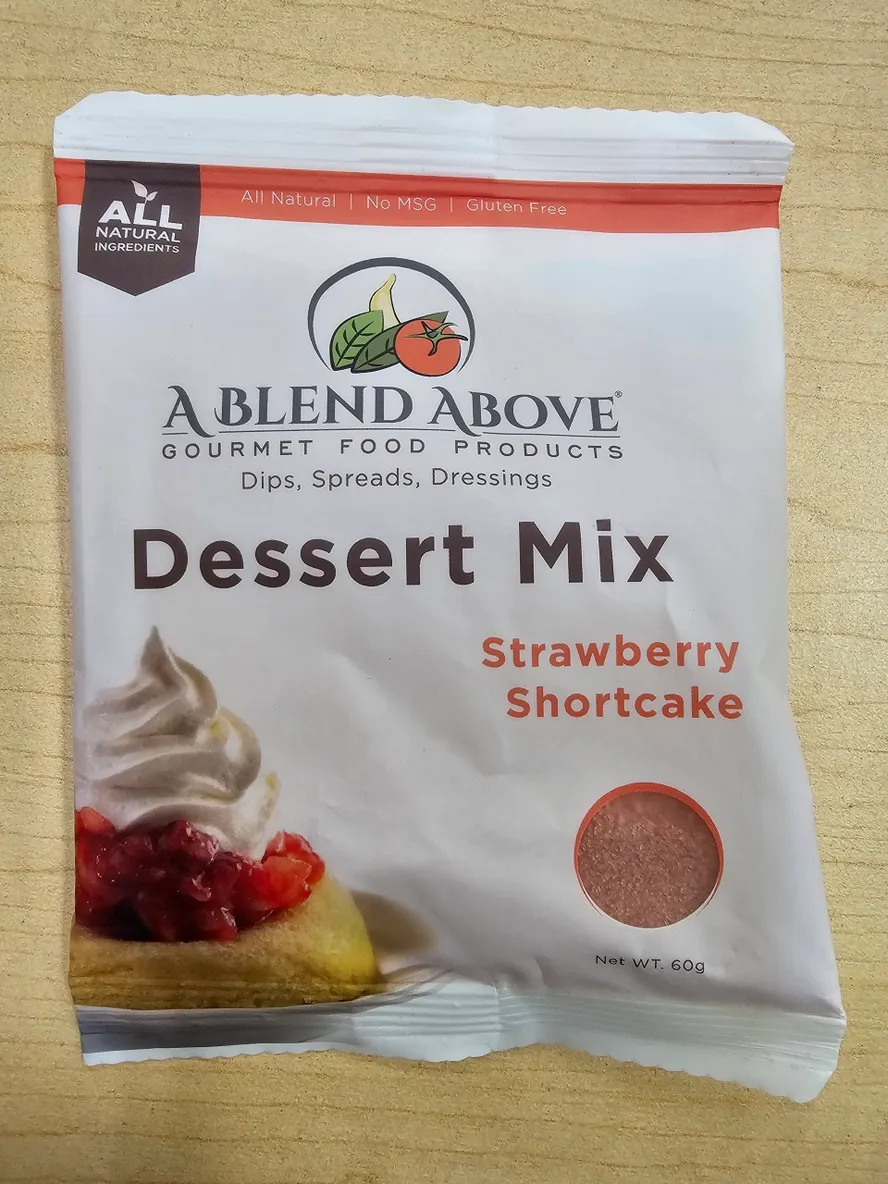 All Natural | No MSG | Gluten Free
ALL
NATURAL
INGREDIENTS
A BLEND ABOVE®
GOURMET FOOD PRODUCTS
Dips, Spreads, Dressings
Dessert Mix
Strawberry
Shortcake
Net WT. 60g